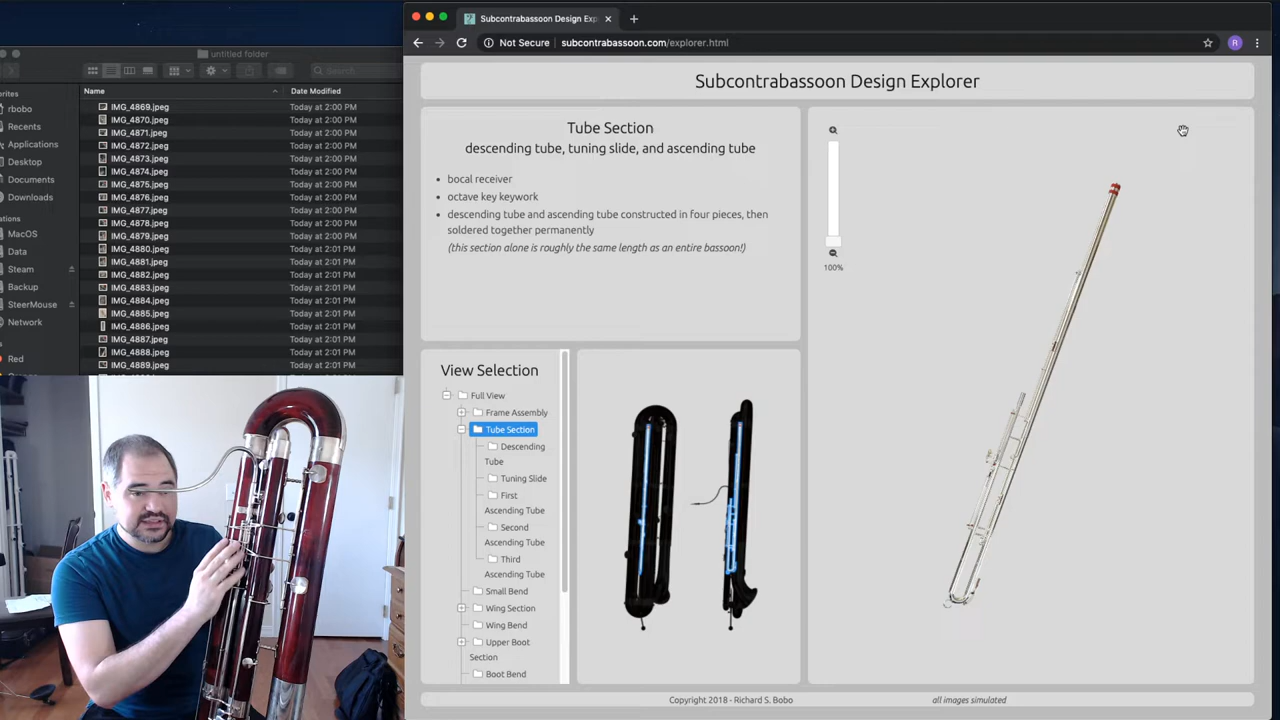 Subcontrabassoon Design Exp
Not Secure
subcontrabassoon.com/explorer.html
R
untitled folder
Search
Name
Date Modified
vorites
rbobo
Recents
Applications
Desktop
Documents
Downloads
ations
MacOS
Data
Steam
Backup
SteerMouse
Network
s
Red
IMG_4869.jpeg Today at 2:00 PM
IMG_4870.jpeg Today at 2:00 PM
IMG_4871.jpeg Today at 2:00 PM
IMG_4872.jpeg Today at 2:00 PM
IMG_4873.jpeg Today at 2:00 PM
IMG_4874.jpeg Today at 2:00 PM
IMG_4875.jpeg Today at 2:00 PM
IMG_4876.jpeg Today at 2:00 PM
IMG_4877.jpeg Today at 2:00 PM
IMG_4878.jpeg Today at 2:00 PM
IMG_4879.jpeg Today at 2:00 PM
IMG_4880.jpeg Today at 2:01 PM
IMG_4881.jpeg Today at 2:01 PM
IMG_4882.jpeg Today at 2:01 PM
IMG_4883.jpeg Today at 2:01 PM
IMG_4884.jpeg Today at 2:01 PM
IMG_4885.jpeg Today at 2:01 PM
IMG_4886.jpeg Today at 2:01 PM
IMG_4887.jpeg Today at 2:01 PM
IMG_4888.jpeg Today at 2:01 PM
IMG_4889.jpeg Today at 2:01 PM
Subcontrabassoon Design Explorer
Tube Section
descending tube, tuning slide, and ascending tube
• bocal receiver
• octave key keywork
• descending tube and ascending tube constructed in four pieces, then
soldered together permanently
(this section alone is roughly the same length as an entire bassoon!)
100%
View Selection
Full View
Frame Assembly
Tube Section
Descending
Tube
Tuning Slide
First
Ascending Tube
Second
Ascending Tube
Third
Ascending Tube
Small Bend
Wing Section
Wing Bend
Upper Boot
Section
Boot Bend
Copyright 2018 - Richard S. Bobo
all images simulated